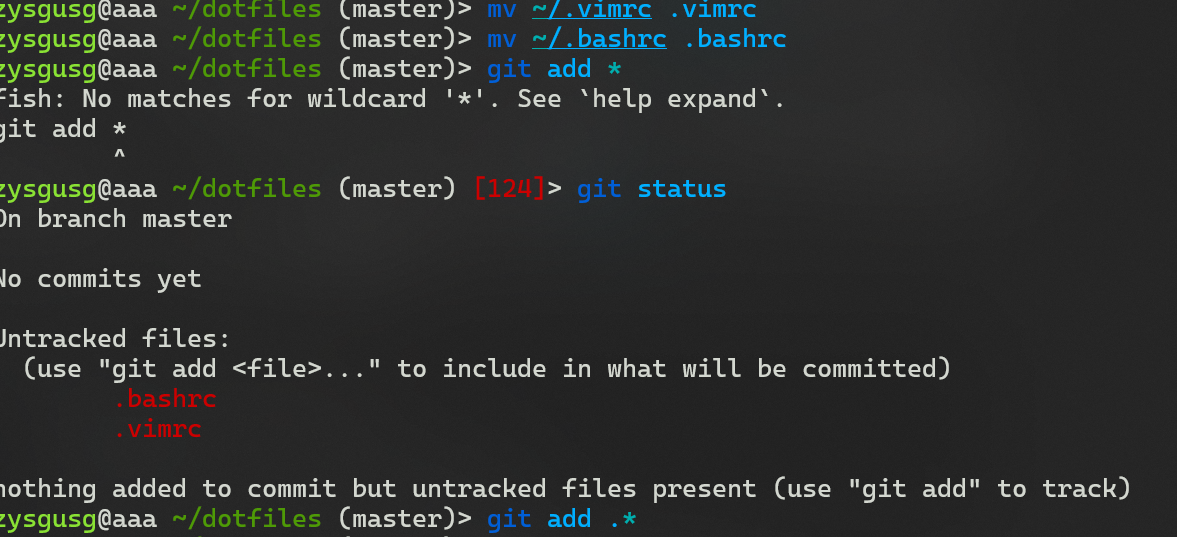 zysgusg@aaa ~/dotfiles (master)> mv ~/.vimrc .vimrc
zysgusg@aaa ~/dotfiles (master)> mv ~/.bashrc .bashrc
zysgusg@aaa ~/dotfiles (master)> git add *
fish: No matches for wildcard '*'. See `help expand`.
git add *
        ^
zysgusg@aaa ~/dotfiles (master) [124]> git status
On branch master
No commits yet
Untracked files:
  (use "git add <file>..." to include in what will be committed)
        .bashrc
        .vimrc
nothing added to commit but untracked files present (use "git add" to track)
zysgusg@aaa ~/dotfiles (master)> git add .*